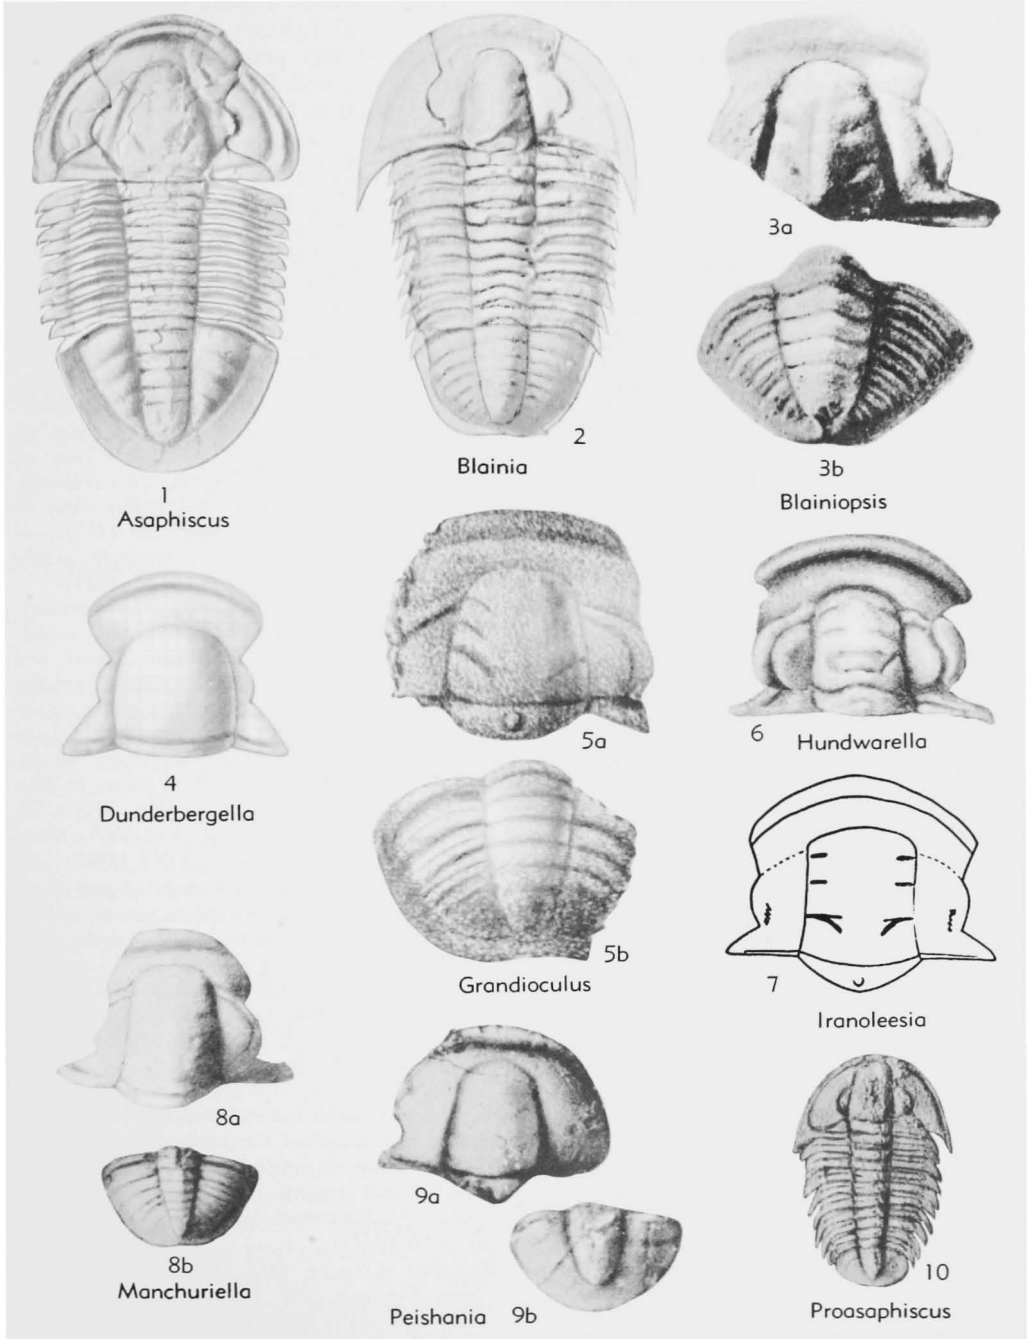 1
Asaphiscus
2
Blainia
3a
3b
Blainiopsis
4
Dunderbergella
5a
5b
Grandioculus
6
Hundwarella
7
Iranoleesia
8a
8b
Manchuriella
9a
Peishania 9b
10
Proasaphiscus